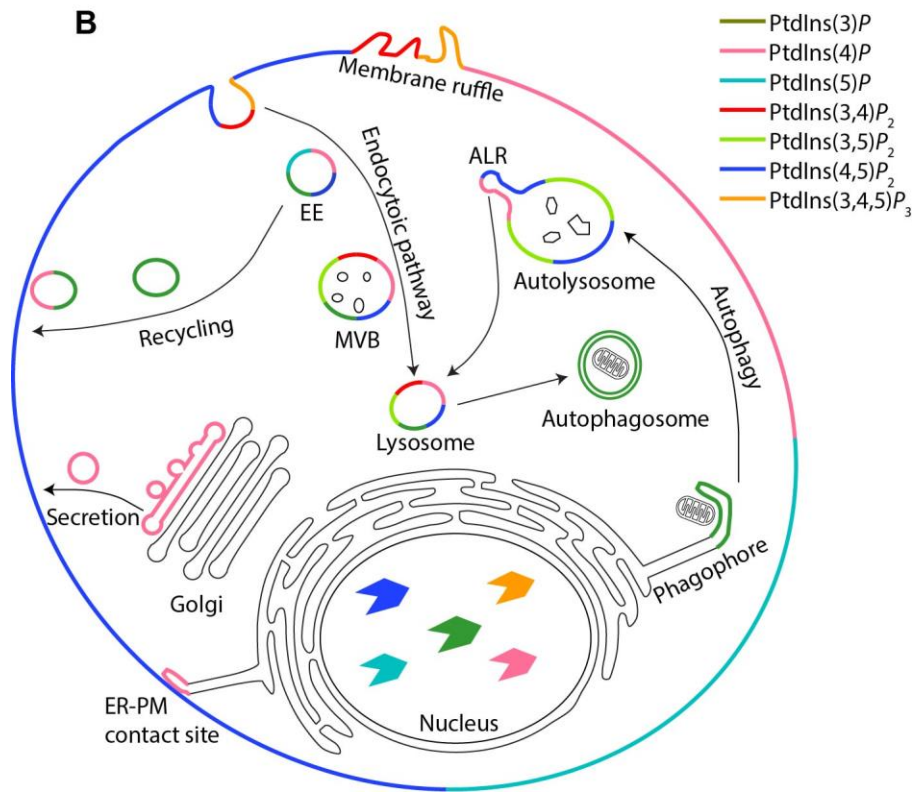 B
PtdIns(3)P
PtdIns(4)P
PtdIns(5)P
PtdIns(3,4)P2
PtdIns(3,5)P2
PtdIns(4,5)P2
PtdIns(3,4,5)P3
Membrane ruffle
Endocytoic pathway
EE
ALR
Autolysosome
MVB
Recycling
Autophagy
Lysosome
Autophagosome
Secretion
Golgi
Phagophore
ER-PM
contact site
Nucleus